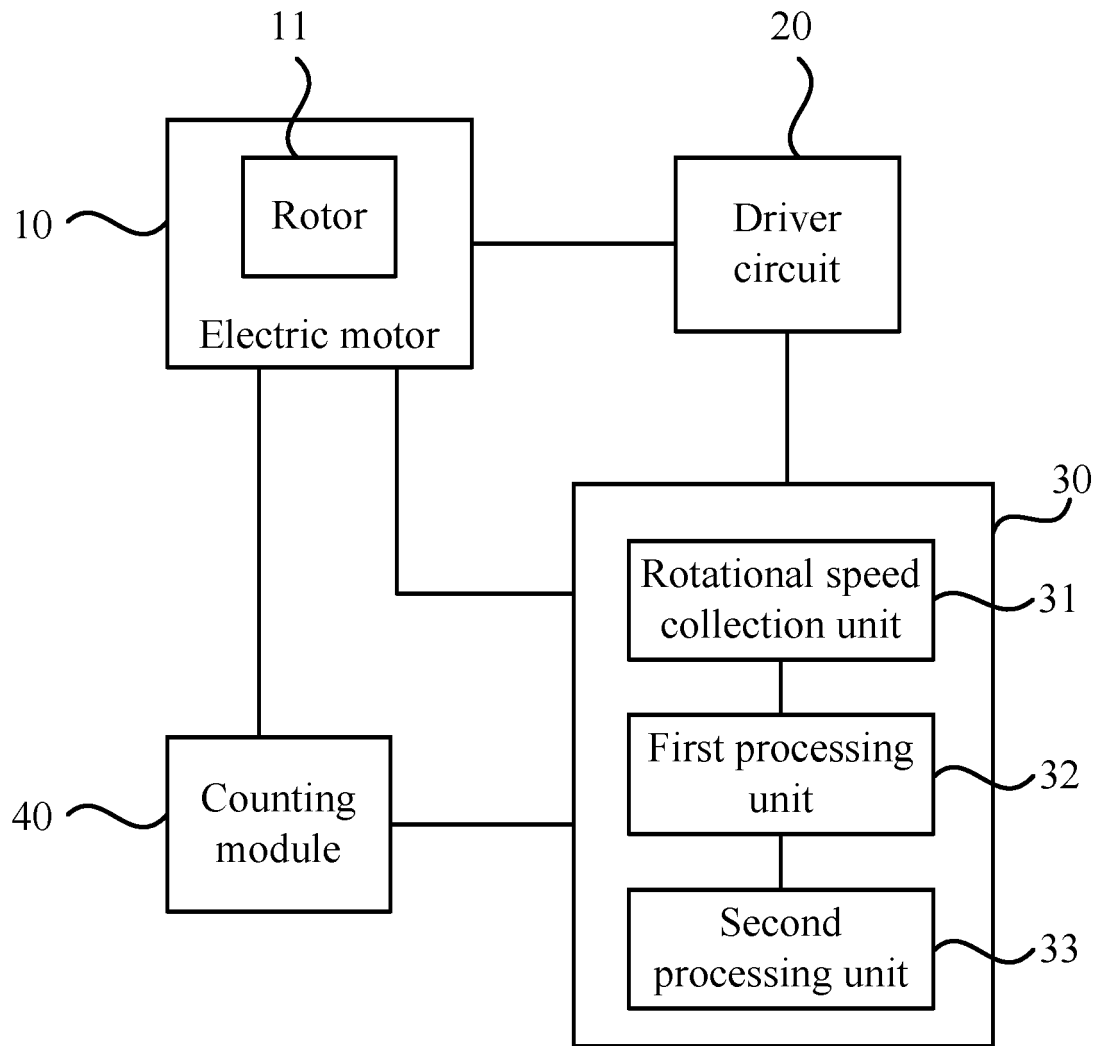 11
20
10
Rotor
Electric motor
Driver
circuit
30
Rotational speed
collection unit
31
First processing
unit
32
40
Counting
module
Second
processing unit
33